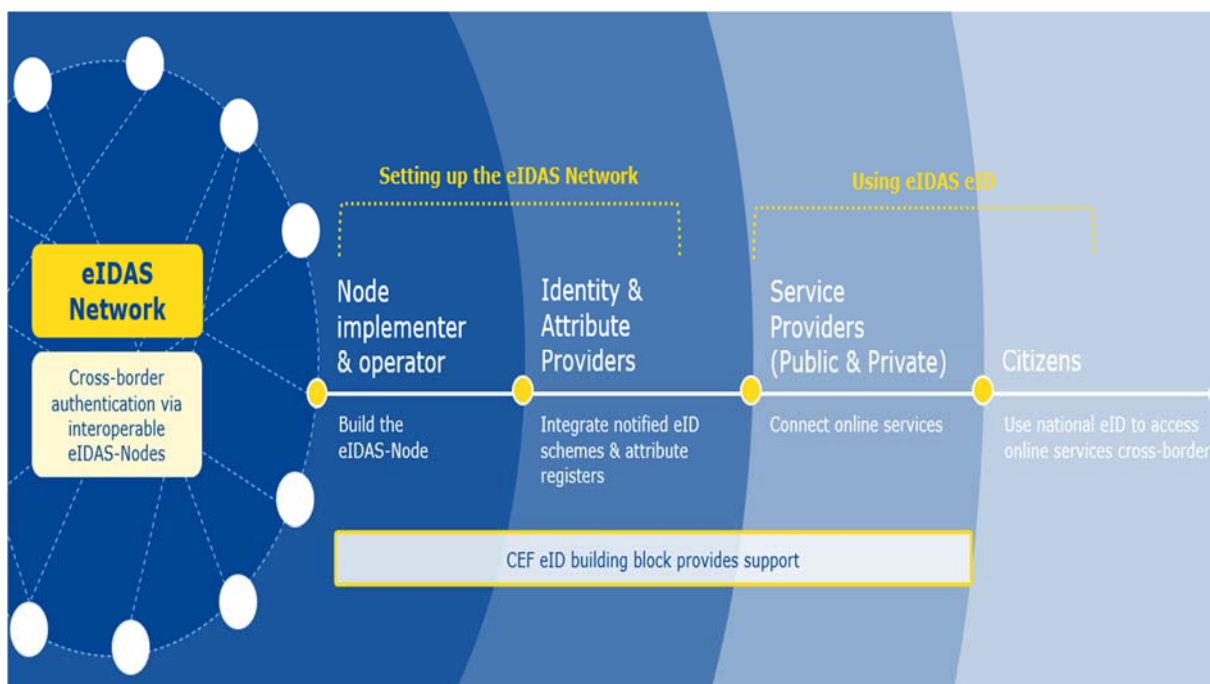 Setting up the eIDAS Network
Using eIDAS eID
eIDAS
Network
Cross-border
authentication via
interoperable
eIDAS-Nodes
Node
implementer
& operator
Build the
eIDAS-Node
Identity &
Attribute
Providers
Integrate notified eID
schemes & attribute
registers
Service
Providers
(Public & Private)
Connect online services
Citizens
Use national eID to access
online services cross-border
CEF eID building block provides support